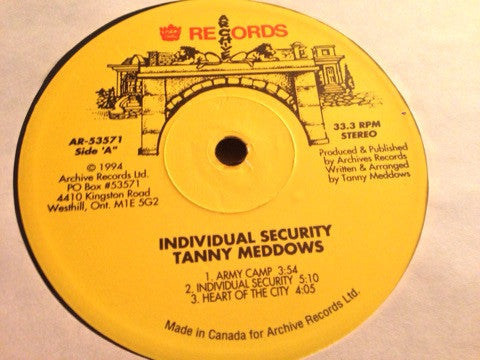 ARCHIVE
RECORDS
AR-53571
Side 'A"
© 1994
Archive Records Ltd.
PO Box #53571
4410 Kingston Road
Westhill, Ont. M1E 5G2
33.3 RPM
STEREO
Produced & Published
by Archives Records
Written & Arranged by
Tanny Meddows
INDIVIDUAL SECURITY
TANNY MEDDOWS
1. ARMY CAMP 3:54
2. INDIVIDUAL SECURITY 5:10
3. HEART OF THE CITY 4:05
Made in Canada for Archive Records Ltd.